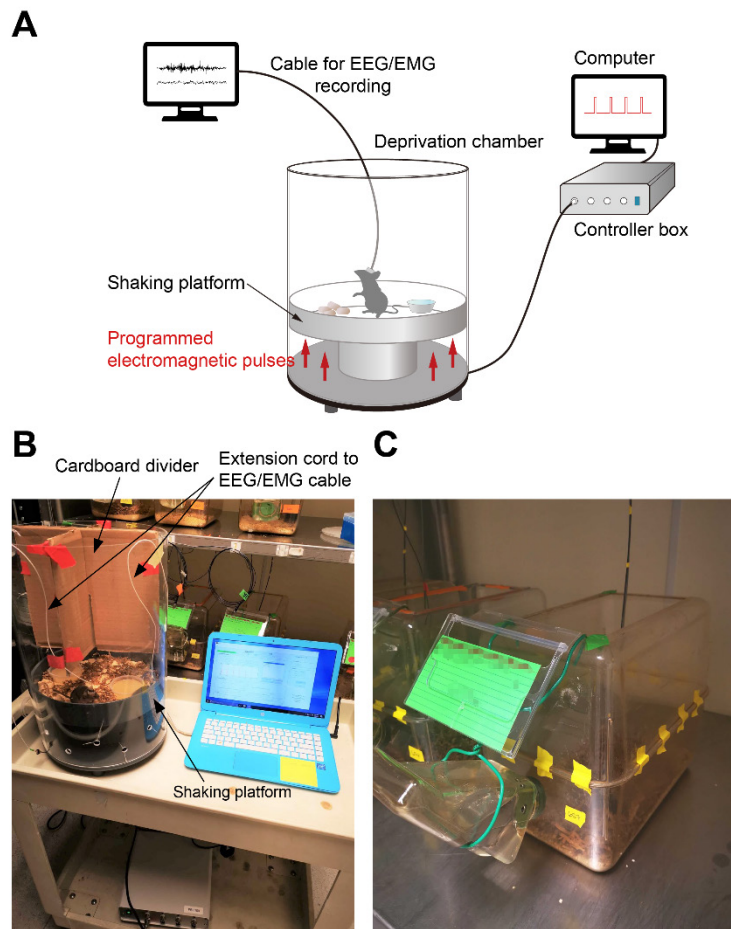 A
Cable for EEG/EMG
recording
Computer
Deprivation chamber
Controller box
Shaking platform
Programmed
electromagnetic pulses
B
Cardboard divider
Extension cord to
EEG/EMG cable
Shaking platform
C